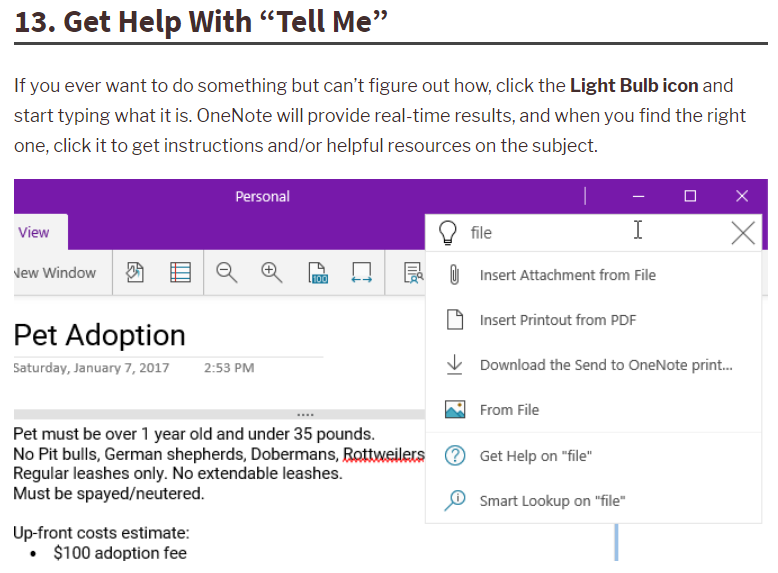 13. Get Help With “Tell Me”
If you ever want to do something but can’t figure out how, click the Light Bulb icon and
start typing what it is. OneNote will provide real-time results, and when you find the right
one, click it to get instructions and/or helpful resources on the subject.
Personal
View
file
New Window
100
Insert Attachment from File
Insert Printout from PDF
Download the Send to OneNote print...
From File
Get Help on "file"
Smart Lookup on "file"
Pet Adoption
Saturday, January 7, 2017 2:53 PM
Pet must be over 1 year old and under 35 pounds.
No Pit bulls, German shepherds, Dobermans, Rottweilers
Regular leashes only. No extendable leashes.
Must be spayed/neutered.
Up-front costs estimate:
• $100 adoption fee